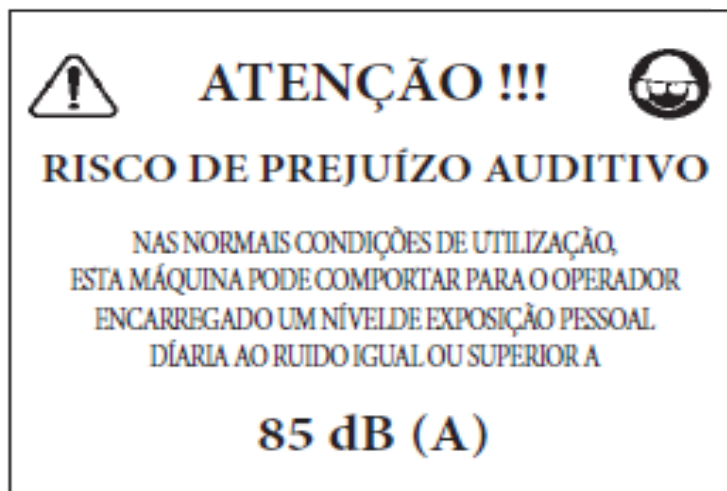 ATENÇÃO !!!
RISCO DE PREJUÍZO AUDITIVO
NAS NORMAIS CONDIÇÕES DE UTILIZAÇÃO,
ESTA MÁQUINA PODE COMPORTAR PARA O OPERADOR
ENCARREGADO UM NÍVELDE EXPOSIÇÃO PESSOAL
DÍARIA AO RUIDO IGUAL OU SUPERIOR A
85 dB (A)